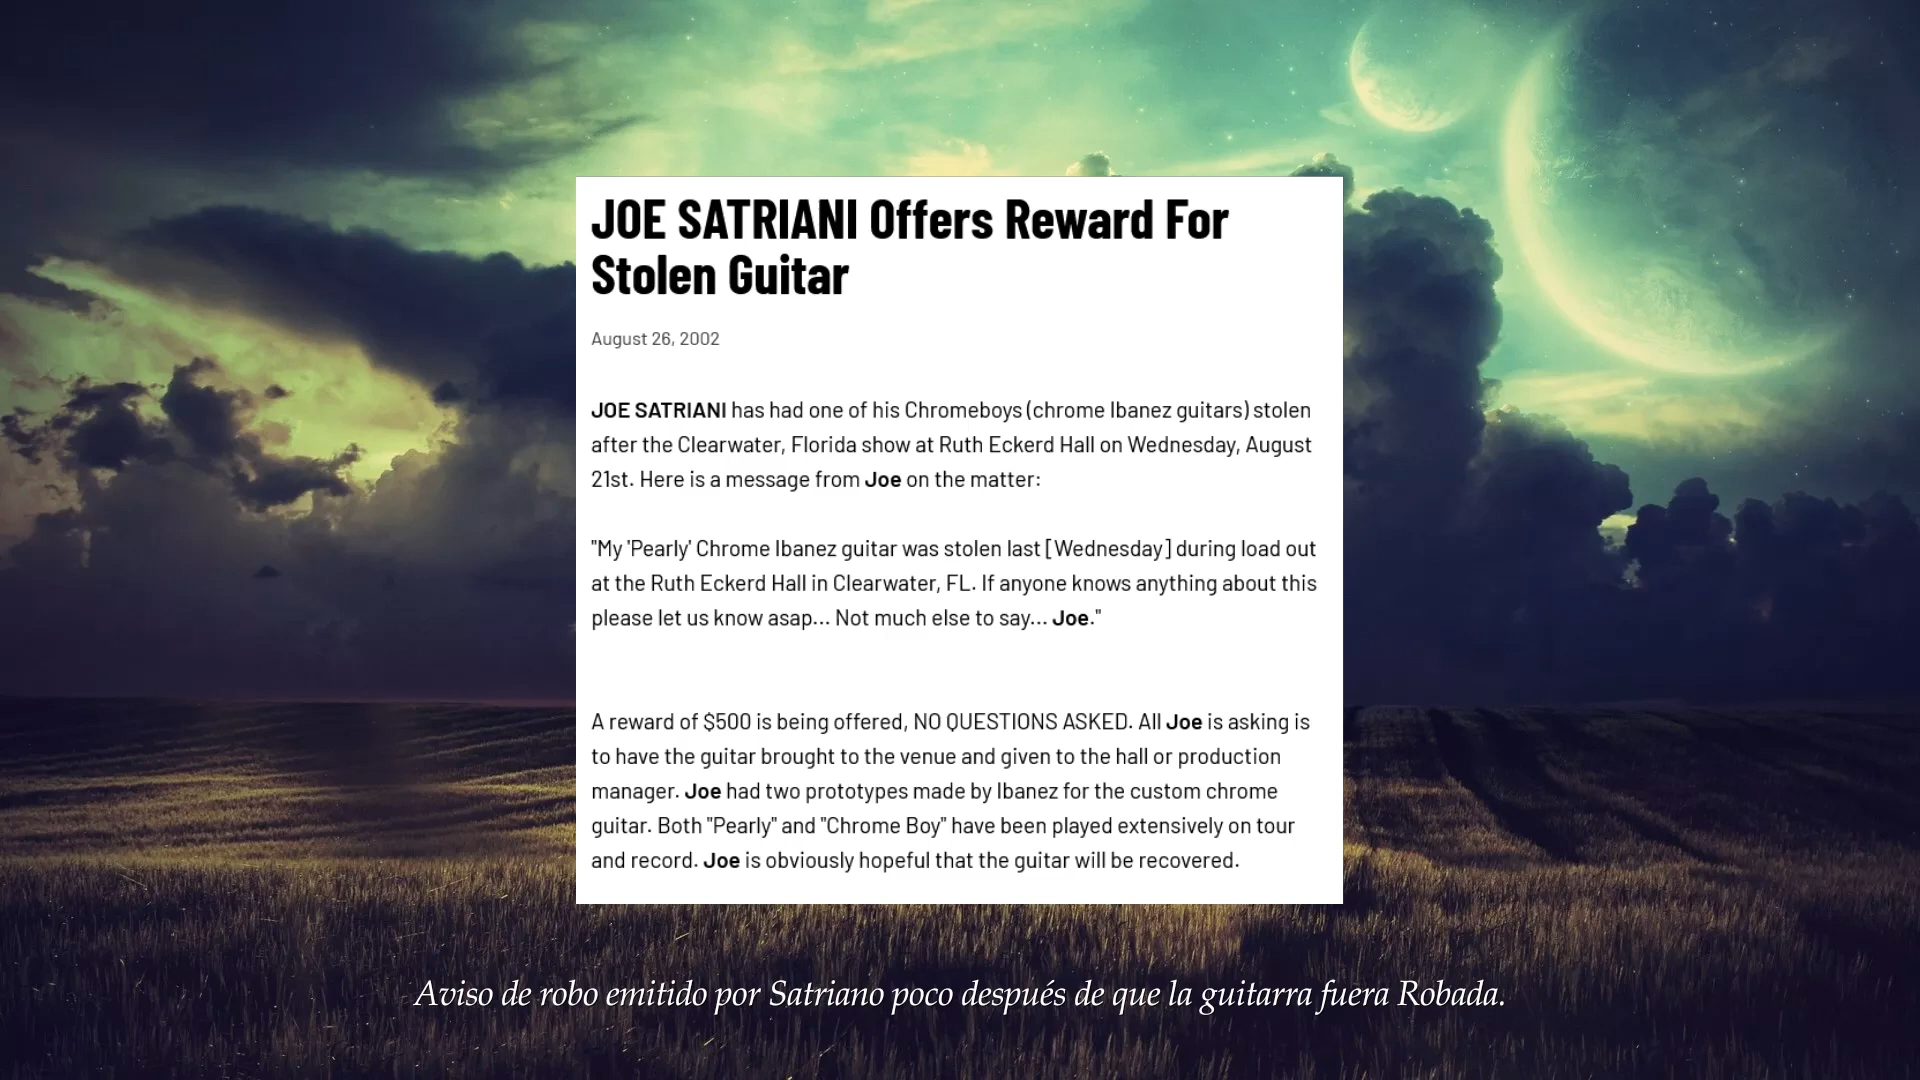 JOE SATRIANI Offers Reward For
Stolen Guitar
August 26, 2002
JOE SATRIANI has had one of his Chromeboys (chrome Ibanez guitars) stolen
after the Clearwater, Florida show at Ruth Eckerd Hall on Wednesday, August
21st. Here is a message from Joe on the matter:
"My 'Pearly' Chrome Ibanez guitar was stolen last [Wednesday] during load out
at the Ruth Eckerd Hall in Clearwater, FL. If anyone knows anything about this
please let us know asap... Not much else to say... Joe."
A reward of $500 is being offered, NO QUESTIONS ASKED. All Joe is asking is
to have the guitar brought to the venue and given to the hall or production
manager. Joe had two prototypes made by Ibanez for the custom chrome
guitar. Both "Pearly" and "Chrome Boy" have been played extensively on tour
and record. Joe is obviously hopeful that the guitar will be recovered.
Aviso de robo emitido por Satriano poco después de que la guitarra fuera Robada.